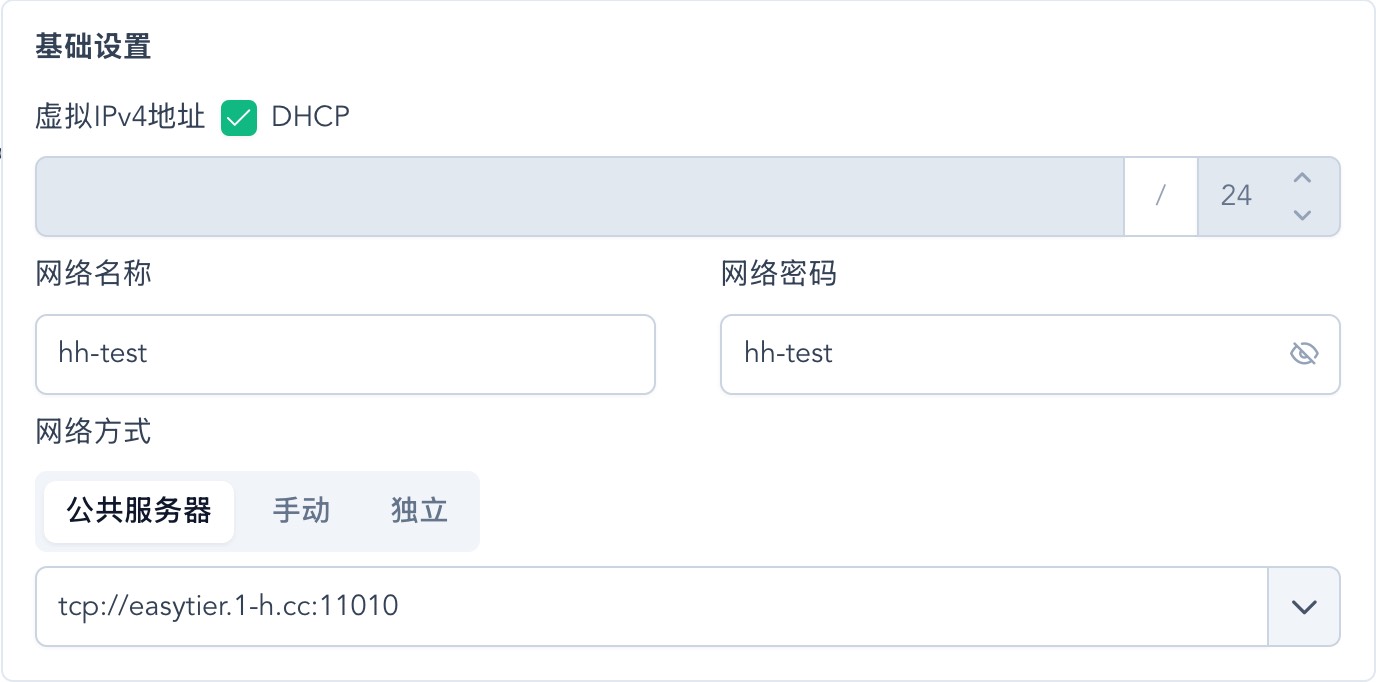 基础设置
虚拟IPv4地址 DHCP
/ 24
网络名称 网络密码
hh-test hh-test
网络方式
公共服务器 手动 独立
tcp://easytier.1-h.cc:11010